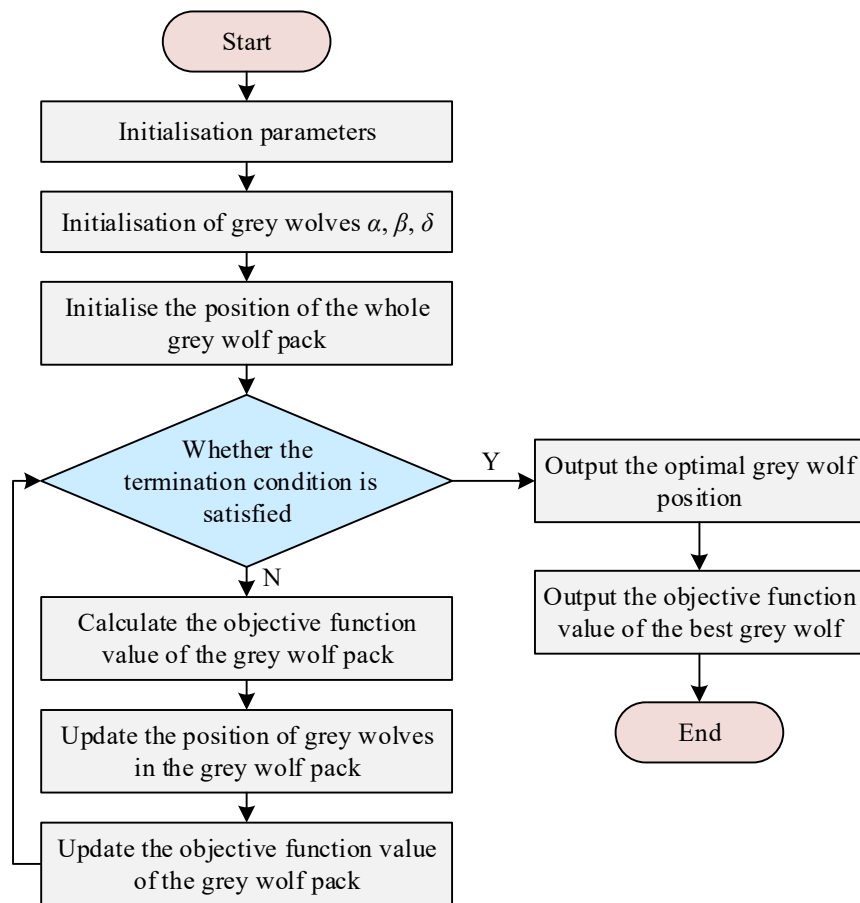 Start
Initialisation parameters
Initialisation of grey wolves α, β, δ
Initialise the position of the whole
grey wolf pack
Whether the
termination condition is
satisfied
Y
N
Calculate the objective function
value of the grey wolf pack
Update the position of grey wolves
in the grey wolf pack
Update the objective function value
of the grey wolf pack
Output the optimal grey wolf
position
Output the objective function
value of the best grey wolf
End